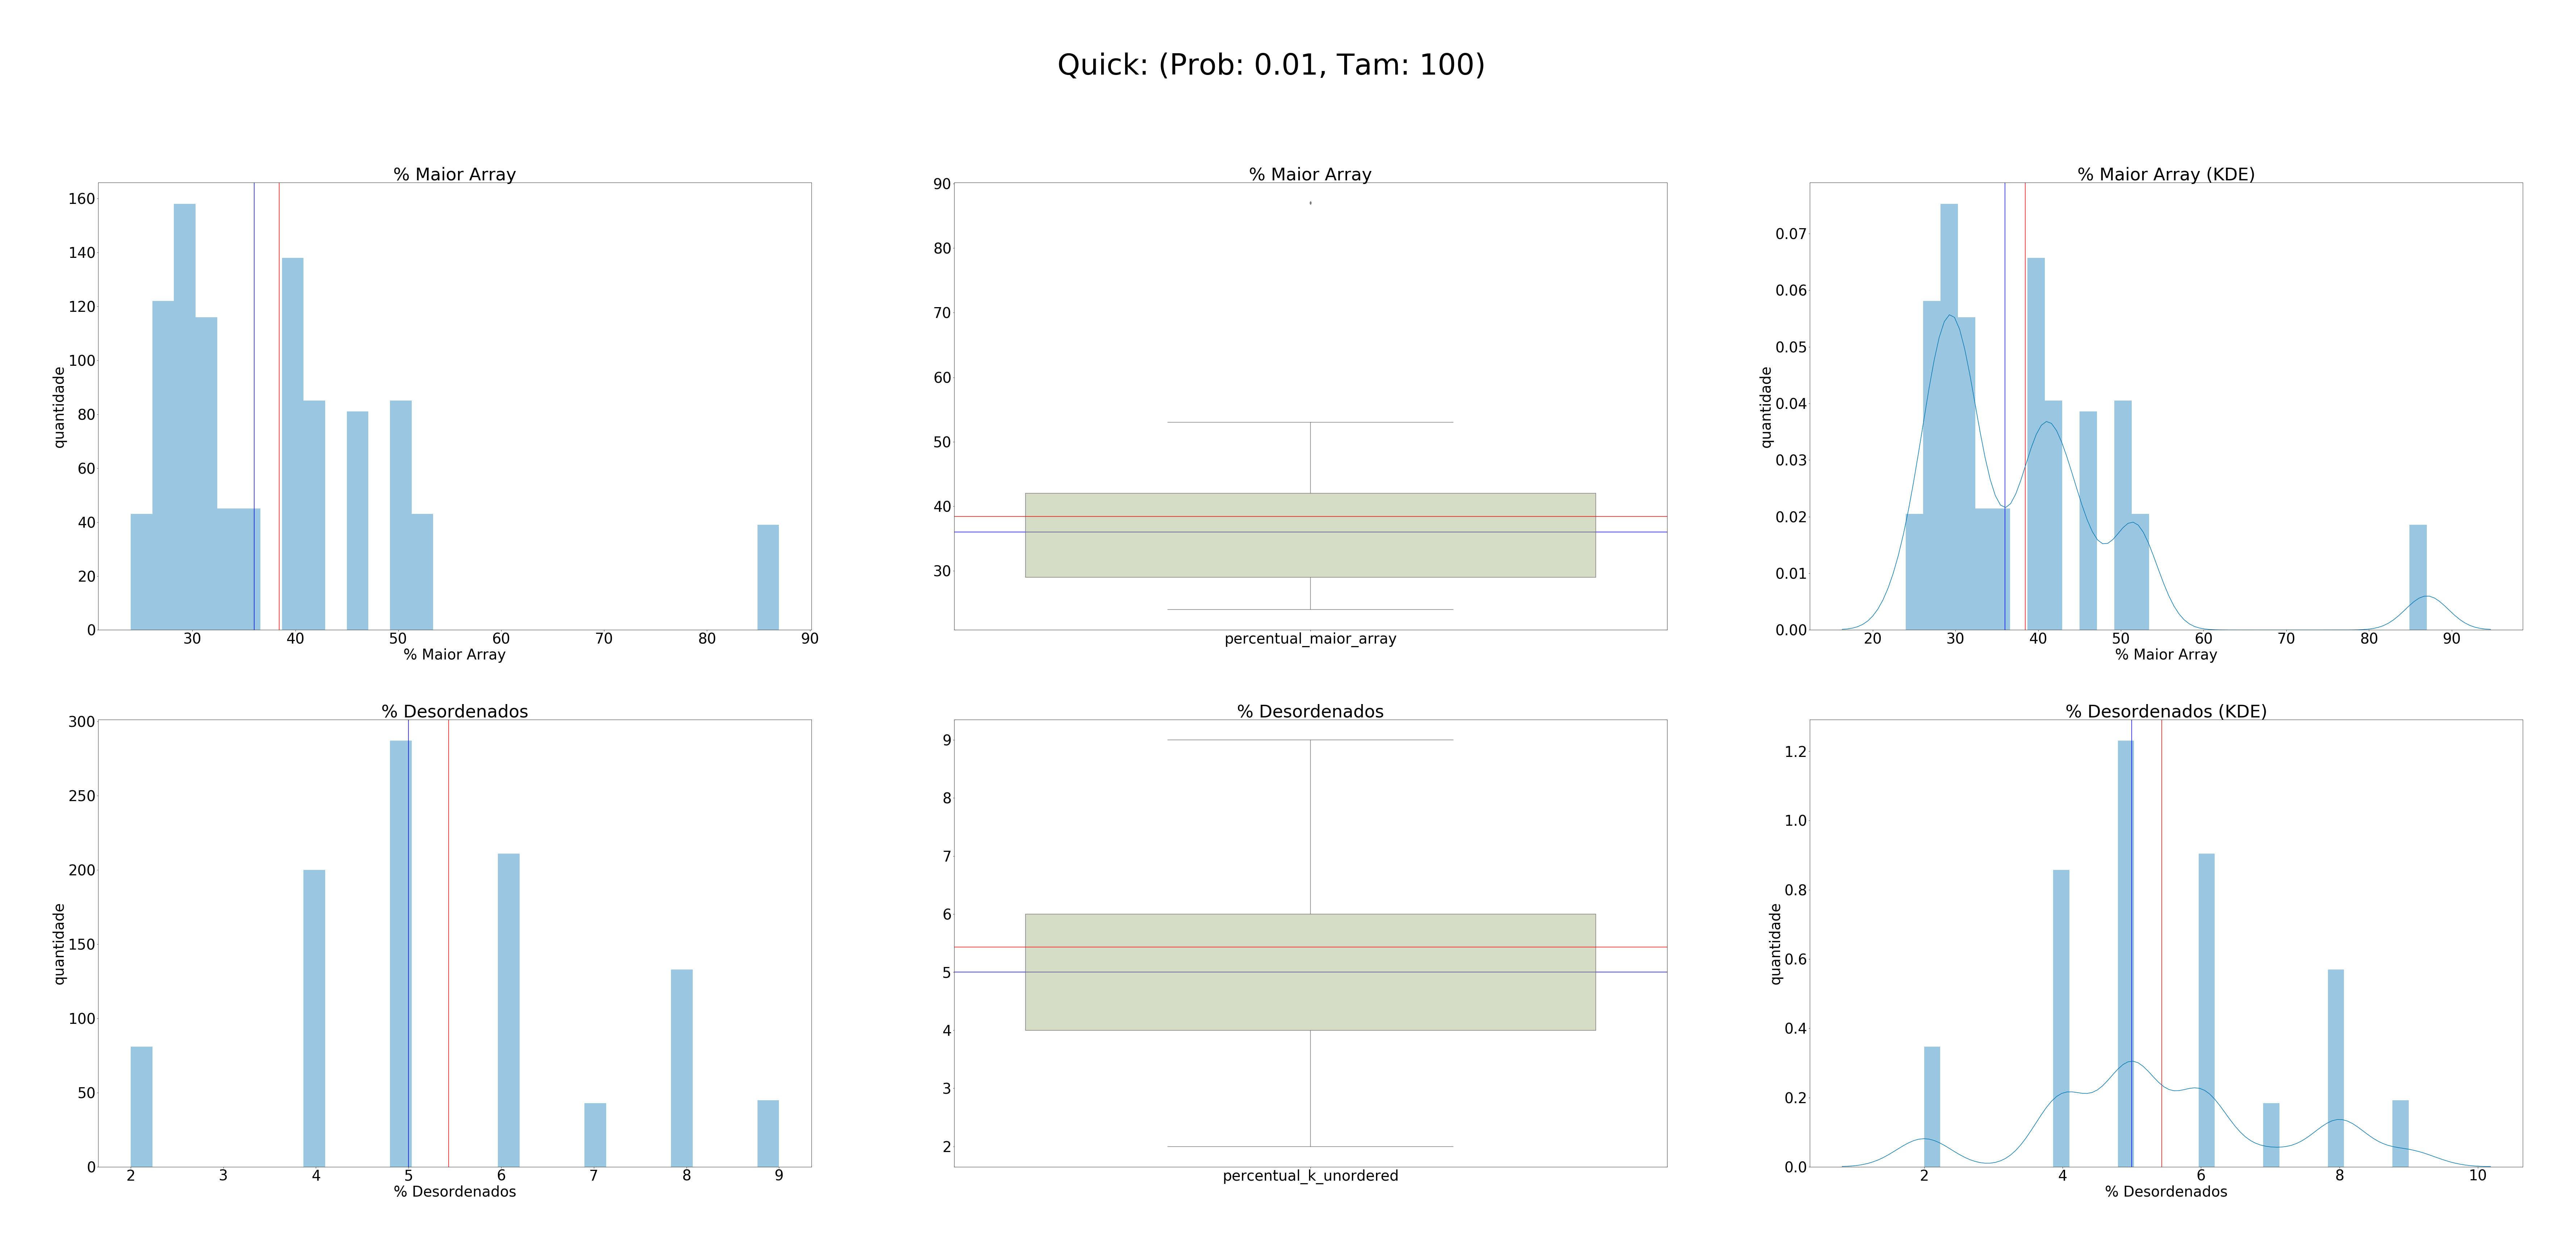 Quick: (Prob: 0.01, Tam: 100)
% Maior Array
160
140
120
100
80
60
40
20
0
quantidade
30 40 50 60 70 80 90
% Maior Array
% Maior Array
90
80
70
60
50
40
30
percentual_maior_array
% Maior Array (KDE)
0.07
0.06
0.05
0.04
0.03
0.02
0.01
0.00
quantidade
20 30 40 50 60 70 80 90
% Maior Array
% Desordenados
300
250
200
150
100
50
0
quantidade
2 3 4 5 6 7 8 9
% Desordenados
% Desordenados
9
8
7
6
5
4
3
2
percentual_k_unordered
% Desordenados (KDE)
1.2
1.0
0.8
0.6
0.4
0.2
0.0
quantidade
2 4 6 8 10
% Desordenados